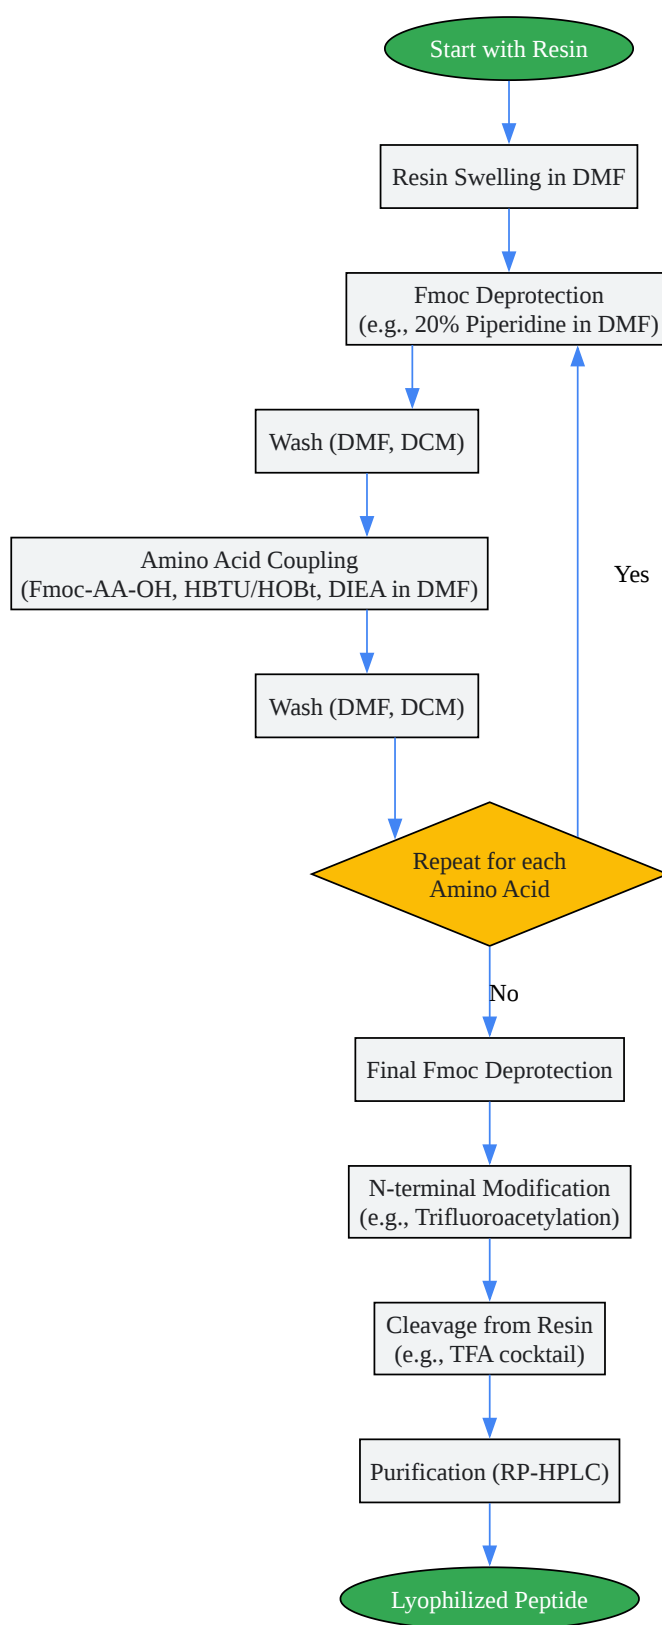 Start with Resin
Resin Swelling in DMF
Fmoc Deprotection
(e.g., 20% Piperidine in DMF)
Wash (DMF, DCM)
Amino Acid Coupling
(Fmoc-AA-OH, HBTU/HOBt, DIEA in DMF)
Yes
Wash (DMF, DCM)
Repeat for each
Amino Acid
No
Final Fmoc Deprotection
N-terminal Modification
(e.g., Trifluoroacetylation)
Cleavage from Resin
(e.g., TFA cocktail)
Purification (RP-HPLC)
Lyophilized Peptide